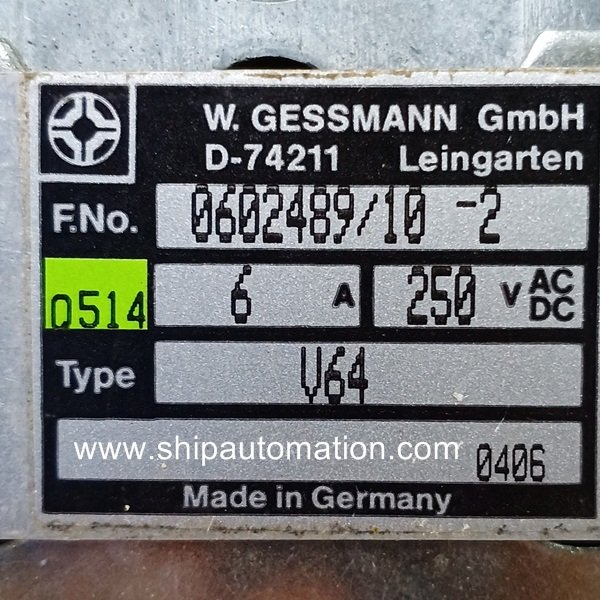 W. GESSMANN GmbH
D-74211 Leingarten
F.No. 0602489/10 -2
0514 6 A 250 V AC DC
Type V64
www.shipautomation.com
0406
Made in Germany